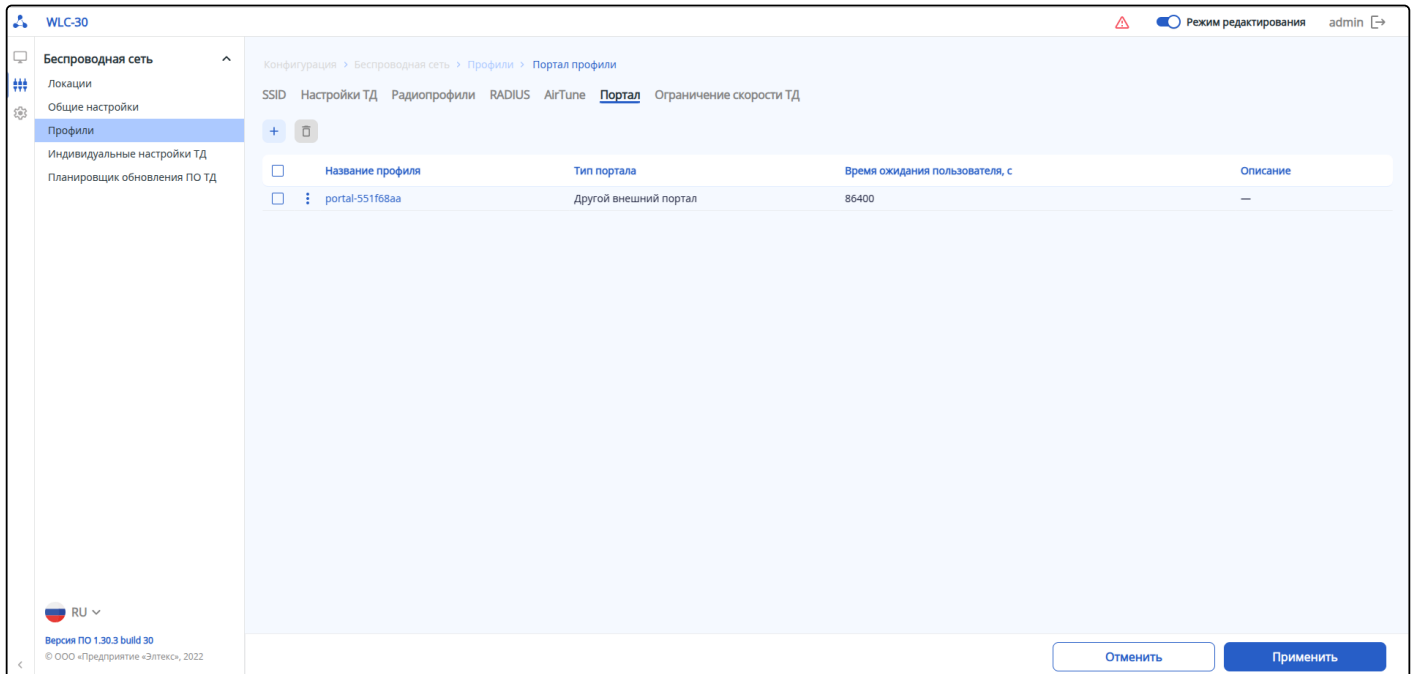 WLC-30
Режим редактирования
admin
Беспроводная сеть
Локации
Общие настройки
Профили
Индивидуальные настройки ТД
Планировщик обновления ПО ТД
Конфигурация > Беспроводная сеть > Профили > Портал профили
SSID Настройки ТД Радиопрофили RADIUS AirTune Портал Ограничение скорости ТД
+
Название профиля Тип портала Время ожидания пользователя, с Описание
portal-551f68aa Другой внешний портал 86400 —
RU
Версия ПО 1.30.3 build 30
© ООО «Предприятие «Элтекс», 2022
Отменить
Применить